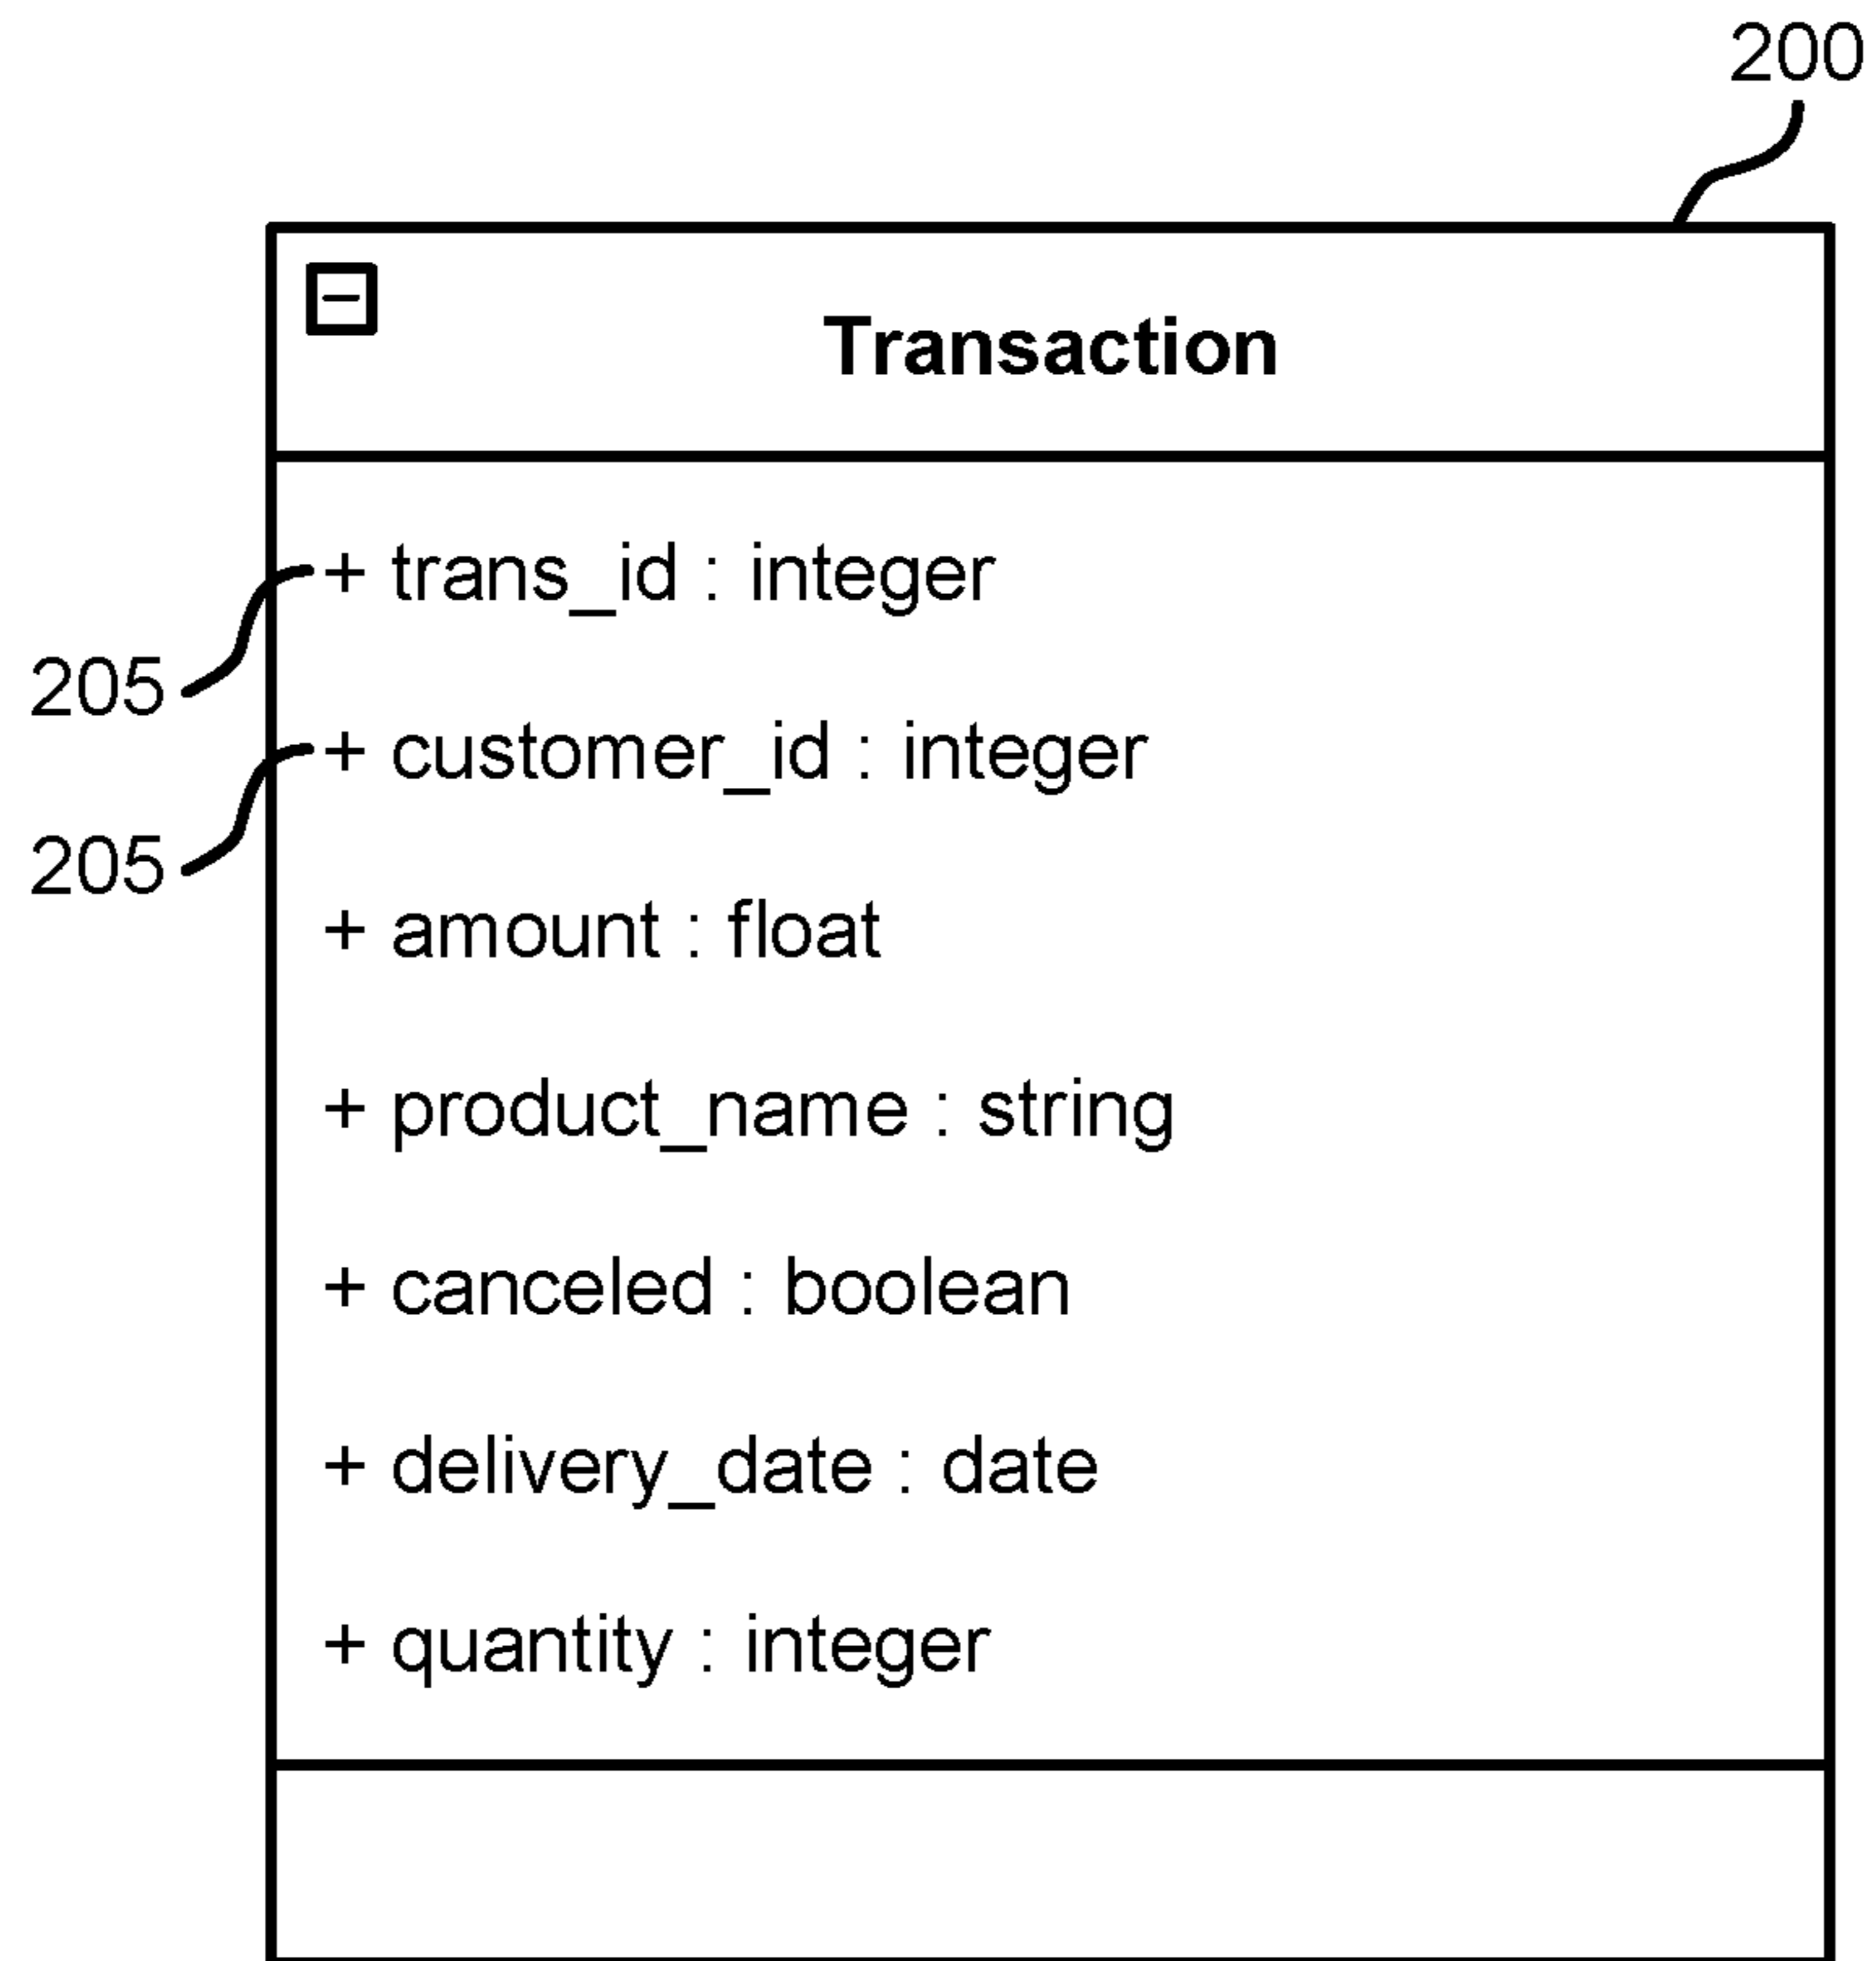 200
Transaction
+ trans_id : integer
205
+ customer_id : integer
205
+ amount : float
+ product_name : string
+ canceled : boolean
+ delivery_date : date
+ quantity : integer